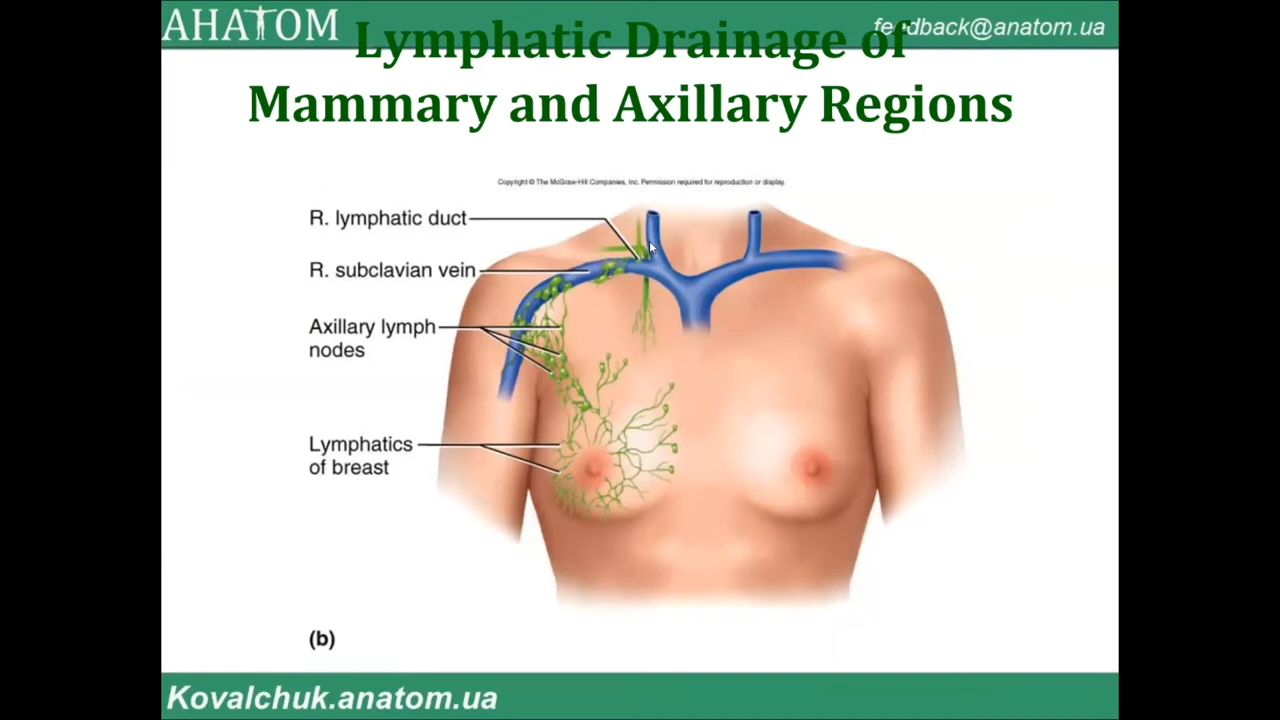 АНАТОМ
feedback@anatom.ua
Lymphatic Drainage of
Mammary and Axillary Regions
Copyright © The McGraw-Hill Companies, Inc. Permission required for reproduction or display.
R. lymphatic duct
R. subclavian vein
Axillary lymph
nodes
Lymphatics
of breast
(b)
Kovalchuk.anatom.ua